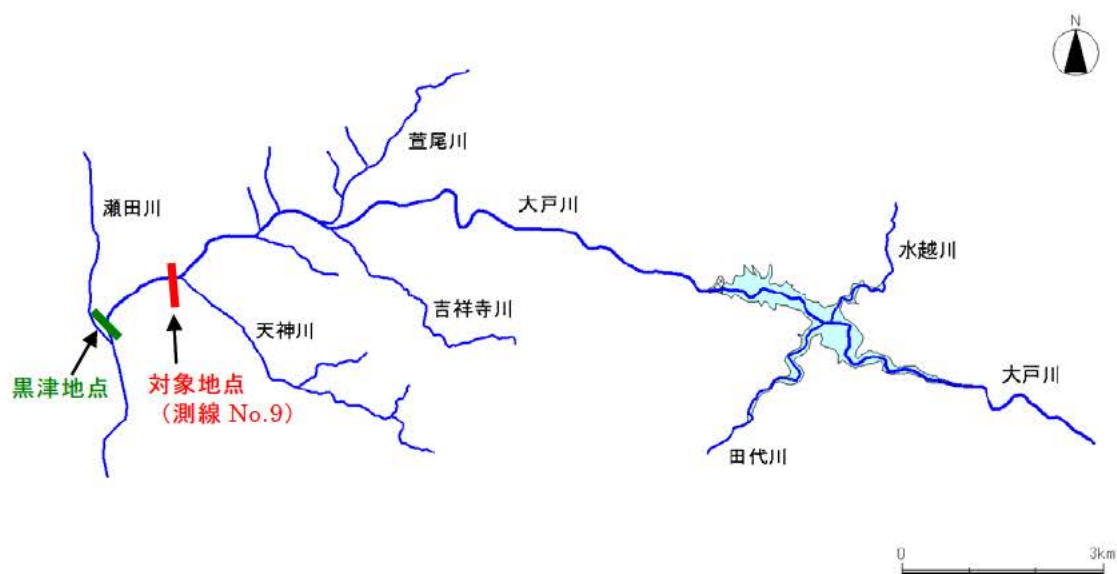 N
萱尾川
瀬田川
大戸川
水越川
吉祥寺川
天神川
黒津地点
対象地点
（測線 No.9）
大戸川
田代川
0
3km